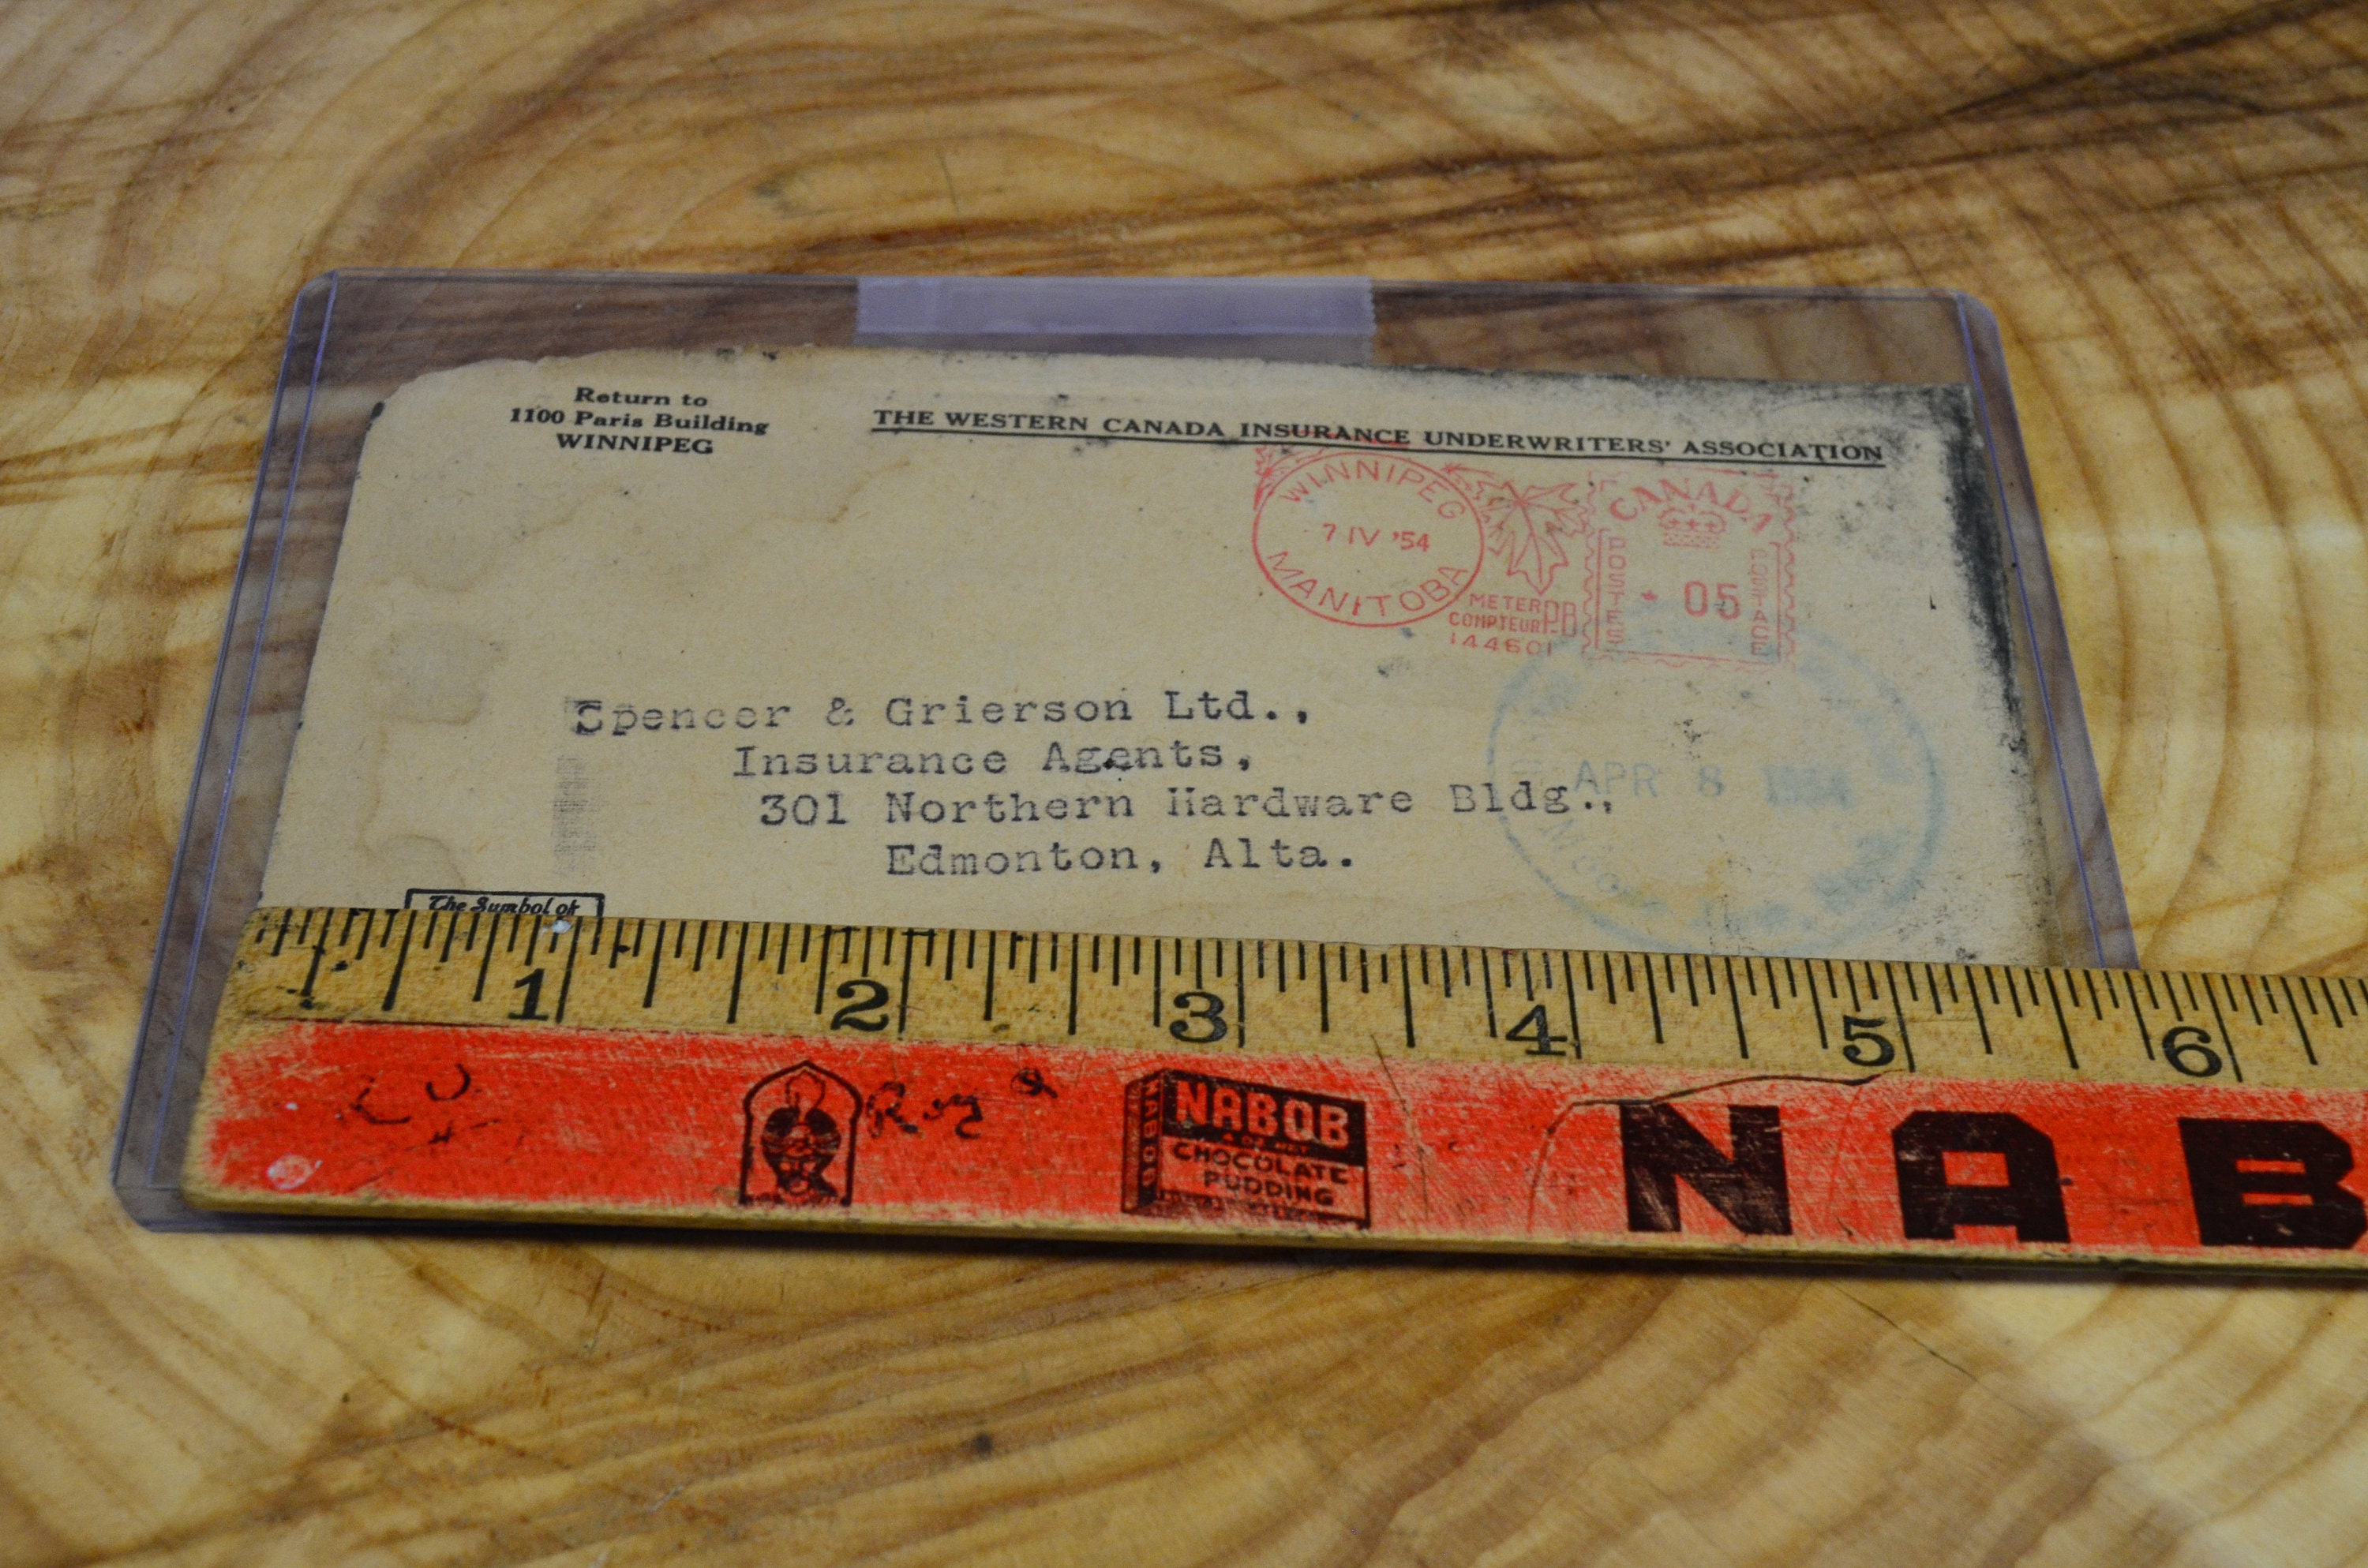 Return to
1100 Paris Building
WINNIPEG
THE WESTERN CANADA INSURANCE UNDERWRITERS' ASSOCIATION
WINNIPEG
7 IV '54
MANITOBA
METER
COMPTEUR
PB
144601
CANADA
POSTES
05
POSTAGE
Spencer & Grierson Ltd.,
Insurance Agents,
301 Northern Hardware Bldg.,
Edmonton, Alta.
APR 8
The Symbol of
1 2 3 4 5 6
Roy
NABOB
NABOB
CHOCOLATE
PUDDING
NAB